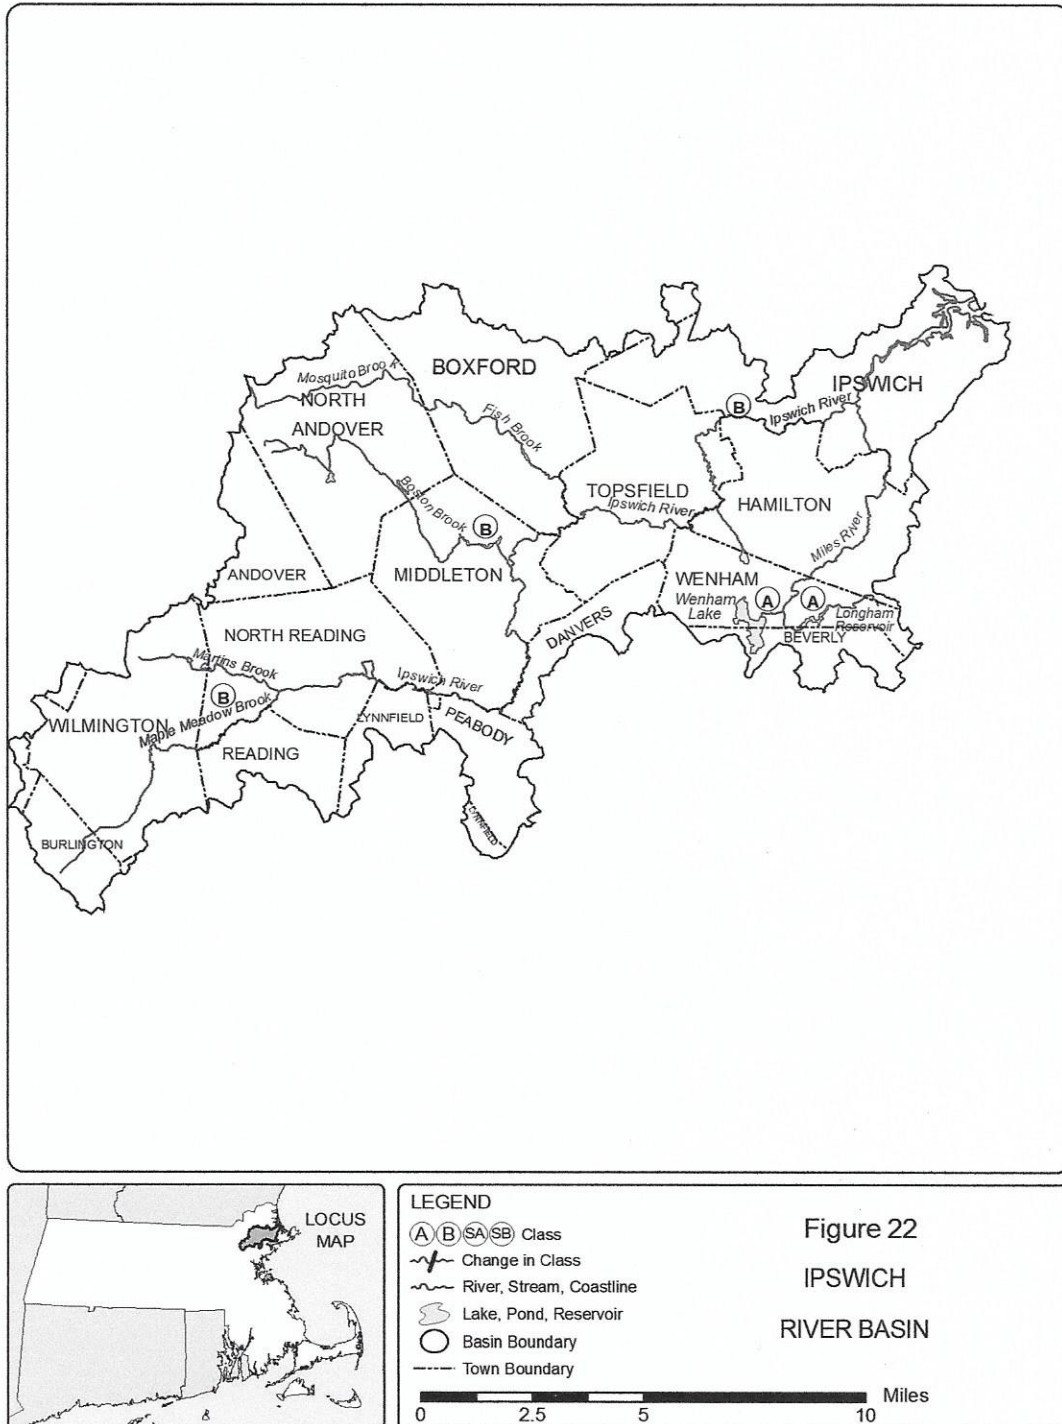 BOXFORD
Mosquito Brook
NORTH
ANDOVER
Fish Brook
IPSWICH
B
Ipswich River
Boston Brook
B
TOPSFIELD
Ipswich River
HAMILTON
Miles River
ANDOVER
MIDDLETON
WENHAM
Wenham
Lake
A
A
Longham
Reservoir
BEVERLY
DANVERS
NORTH READING
Martins Brook
Ipswich River
B
WILMINGTON
Maple Meadow Brook
LYNNFIELD
PEABODY
READING
LYNNFIELD
BURLINGTON
LOCUS
MAP
LEGEND
A B SA SB Class
Change in Class
River, Stream, Coastline
Lake, Pond, Reservoir
Basin Boundary
Town Boundary
Miles
0 2.5 5 10
Figure 22
IPSWICH
RIVER BASIN